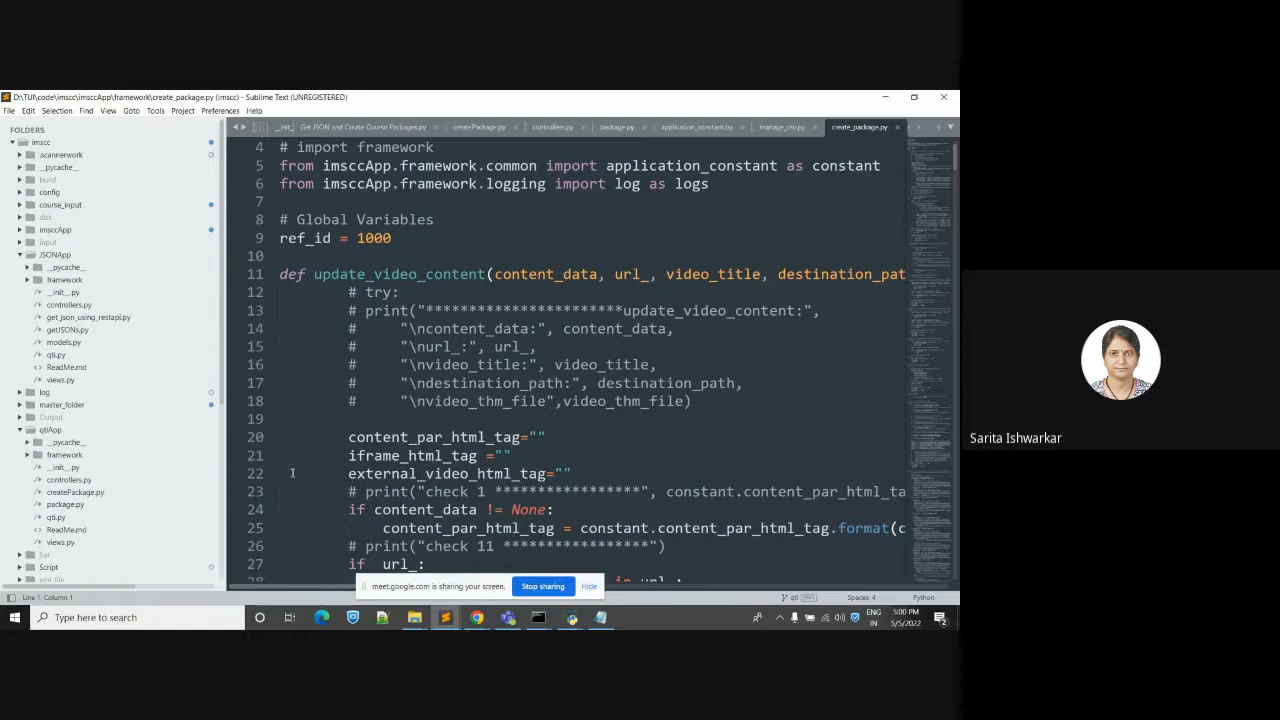 D:\TUI\code\imscc\imsccApp\framework\create_package.py (imscc) - Sublime Text (UNREGISTERED)
File Edit Selection Find View Goto Tools Project Preferences Help
FOLDERS
imscc
.scannerwork
__pycache__
build
config
course_input
dist
imsccApp
input
JSONApp
__pycache__
framework
__init__.py
controllers.py
get_json_using_restapi
getJSONs.py
models.py
qti.py
ReadMe.md
views.py
log
master_folder
Output
qtiApp
__pycache__
framework
__init__.py
controllers.py
createPackage.py
package.py
qti.py
ReadMe.md
views.py
Sar
Script
xml_file
__init_ Get JSON and Create Course Packages.py createPackage.py controllers.py package.py application_constant.py manage_csv.py create_package.py
4 # import framework
5 from imsccApp.framework.common import application_constant as constant
6 from imsccApp.framework.logging import log as logs
7
8 # Global Variables
9 ref_id = 1000
10
11 def update_video_content(content_data, url_, video_title, destination_pat
12 # try:
13 # print("***********************update_video_content:",
14 # "\ncontent_data:", content_data,
15 # "\nurl_:", url_,
16 # "\nvideo_title:", video_title,
17 # "\ndestination_path:", destination_path,
18 # "\nvideo_thm_file",video_thm_file)
19
20 content_par_html_tag=""
21 iframe_html_tag =""
22 external_video_html_tag=""
23 # print("check 1 *****************", constant.content_par_html_ta
24 if content_data != None:
25 content_par_html_tag = constant.content_par_html_tag.format(c
26 # print("check 11 *****************")
27 if url_:
28
meet.google.com is sharing your screen. Stop sharing Hide
Line 1, Column 1
qti
Spaces: 4 Python
Type here to search
ENG
IN
5:00 PM
5/5/2022
2
Sarita Ishwarkar